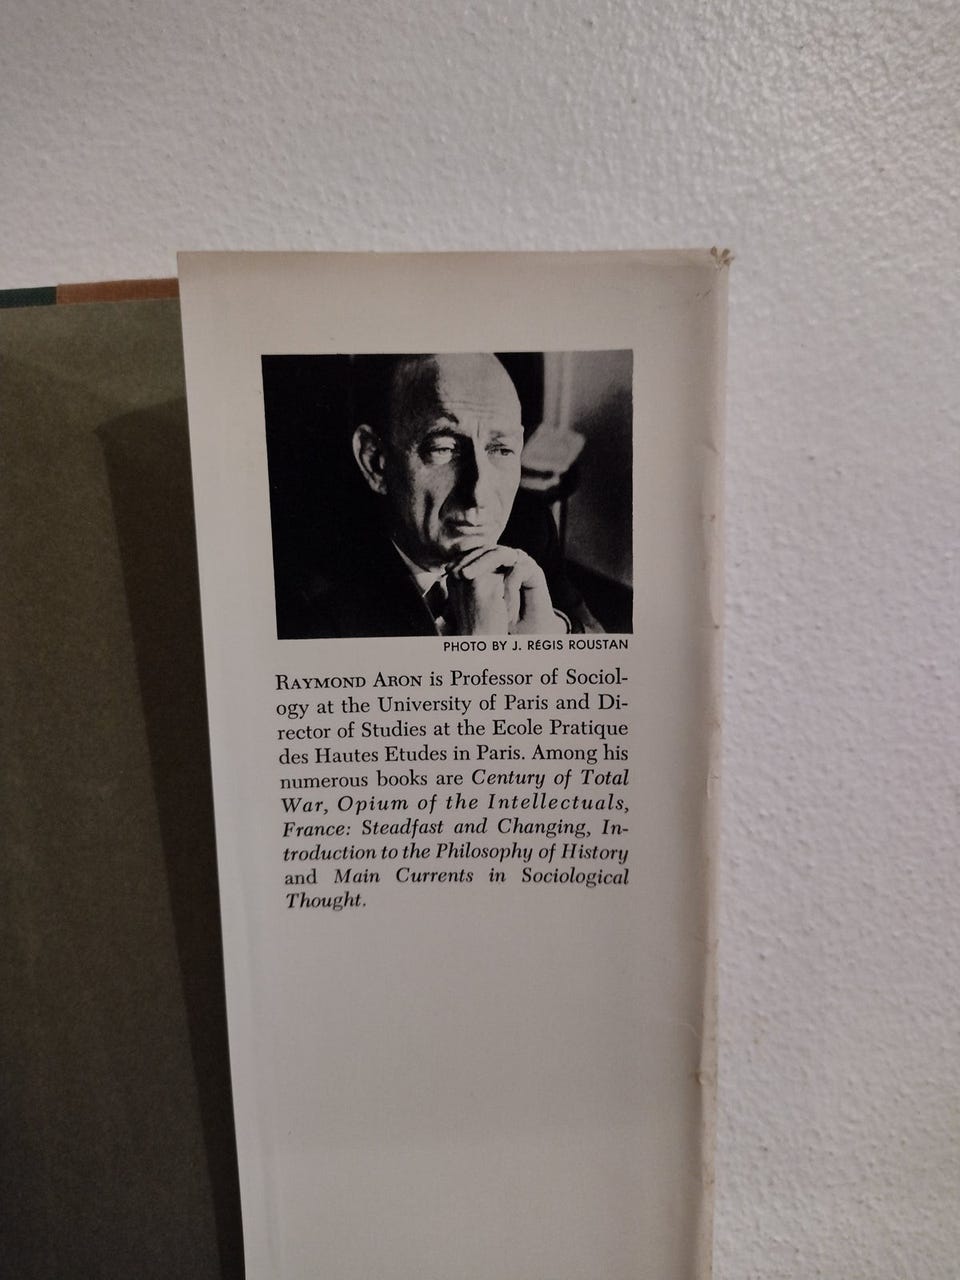 PHOTO BY J. RéGIS ROUSTAN
RAYMOND ARON is Professor of Sociol-
ogy at the University of Paris and Di-
rector of Studies at the Ecole Pratique
des Hautes Etudes in Paris. Among his
numerous books are Century of Total
War, Opium of the Intellectuals,
France: Steadfast and Changing, In-
troduction to the Philosophy of History
and Main Currents in Sociological
Thought.